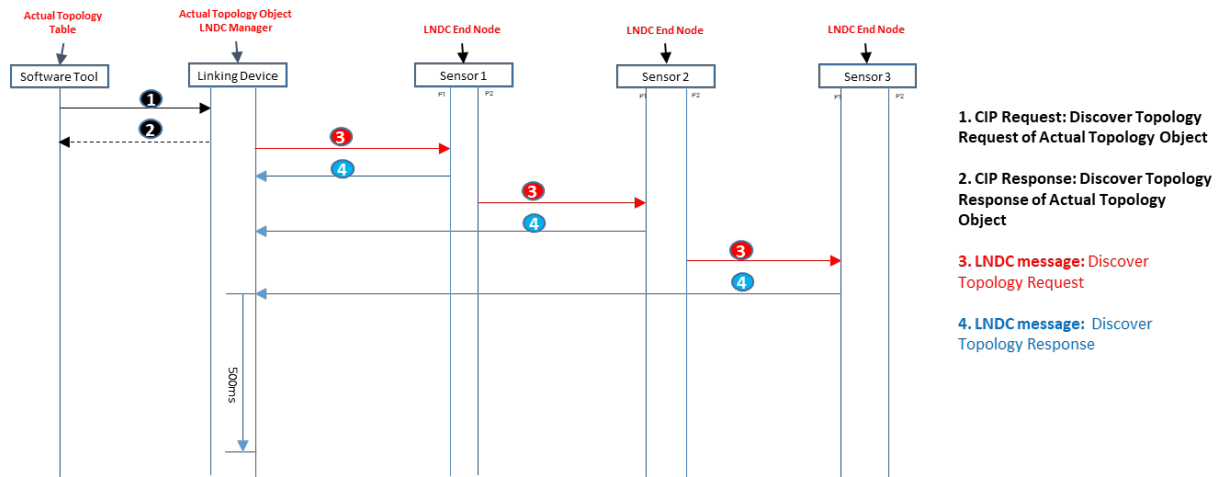 Actual Topology
Table
Actual Topology Object
LNDC Manager
LNDC End Node
LNDC End Node
LNDC End Node
Software Tool
Linking Device
Sensor 1
Sensor 2
Sensor 3
P1
P2
P1
P2
P1
P2
1
2
3
4
3
4
3
4
500ms
1. CIP Request: Discover Topology
Request of Actual Topology Object
2. CIP Response: Discover Topology
Response of Actual Topology
Object
3. LNDC message: Discover
Topology Request
4. LNDC message: Discover
Topology Response